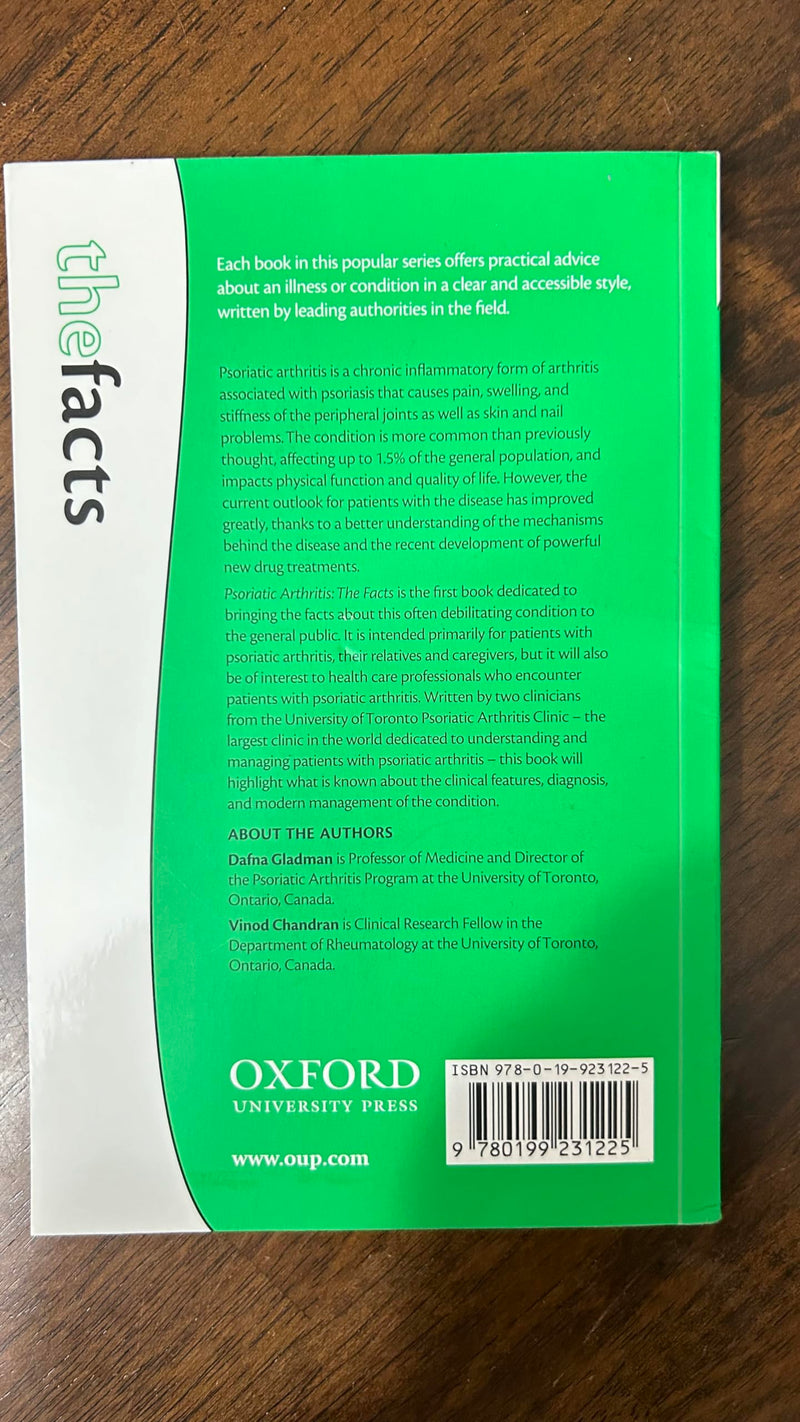 thefacts
Each book in this popular series offers practical advice
about an illness or condition in a clear and accessible style,
written by leading authorities in the field.
Psoriatic arthritis is a chronic inflammatory form of arthritis
associated with psoriasis that causes pain, swelling, and
stiffness of the peripheral joints as well as skin and nail
problems. The condition is more common than previously
thought, affecting up to 1.5% of the general population, and
impacts physical function and quality of life. However, the
current outlook for patients with the disease has improved
greatly, thanks to a better understanding of the mechanisms
behind the disease and the recent development of powerful
new drug treatments.
Psoriatic Arthritis: The Facts is the first book dedicated to
bringing the facts about this often debilitating condition to
the general public. It is intended primarily for patients with
psoriatic arthritis, their relatives and caregivers, but it will also
be of interest to health care professionals who encounter
patients with psoriatic arthritis. Written by two clinicians
from the University of Toronto Psoriatic Arthritis Clinic – the
largest clinic in the world dedicated to understanding and
managing patients with psoriatic arthritis – this book will
highlight what is known about the clinical features, diagnosis,
and modern management of the condition.
ABOUT THE AUTHORS
Dafna Gladman is Professor of Medicine and Director of
the Psoriatic Arthritis Program at the University of Toronto,
Ontario, Canada.
Vinod Chandran is Clinical Research Fellow in the
Department of Rheumatology at the University of Toronto,
Ontario, Canada.
OXFORD
UNIVERSITY PRESS
www.oup.com
ISBN 978-0-19-923122-5
9 780199 231225